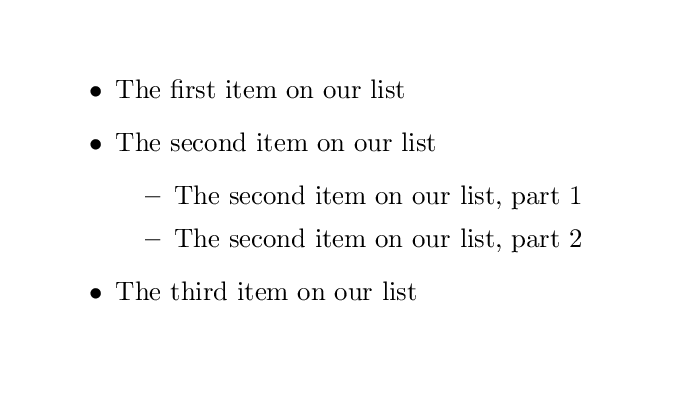 • The first item on our list
• The second item on our list
– The second item on our list, part 1
– The second item on our list, part 2
• The third item on our list